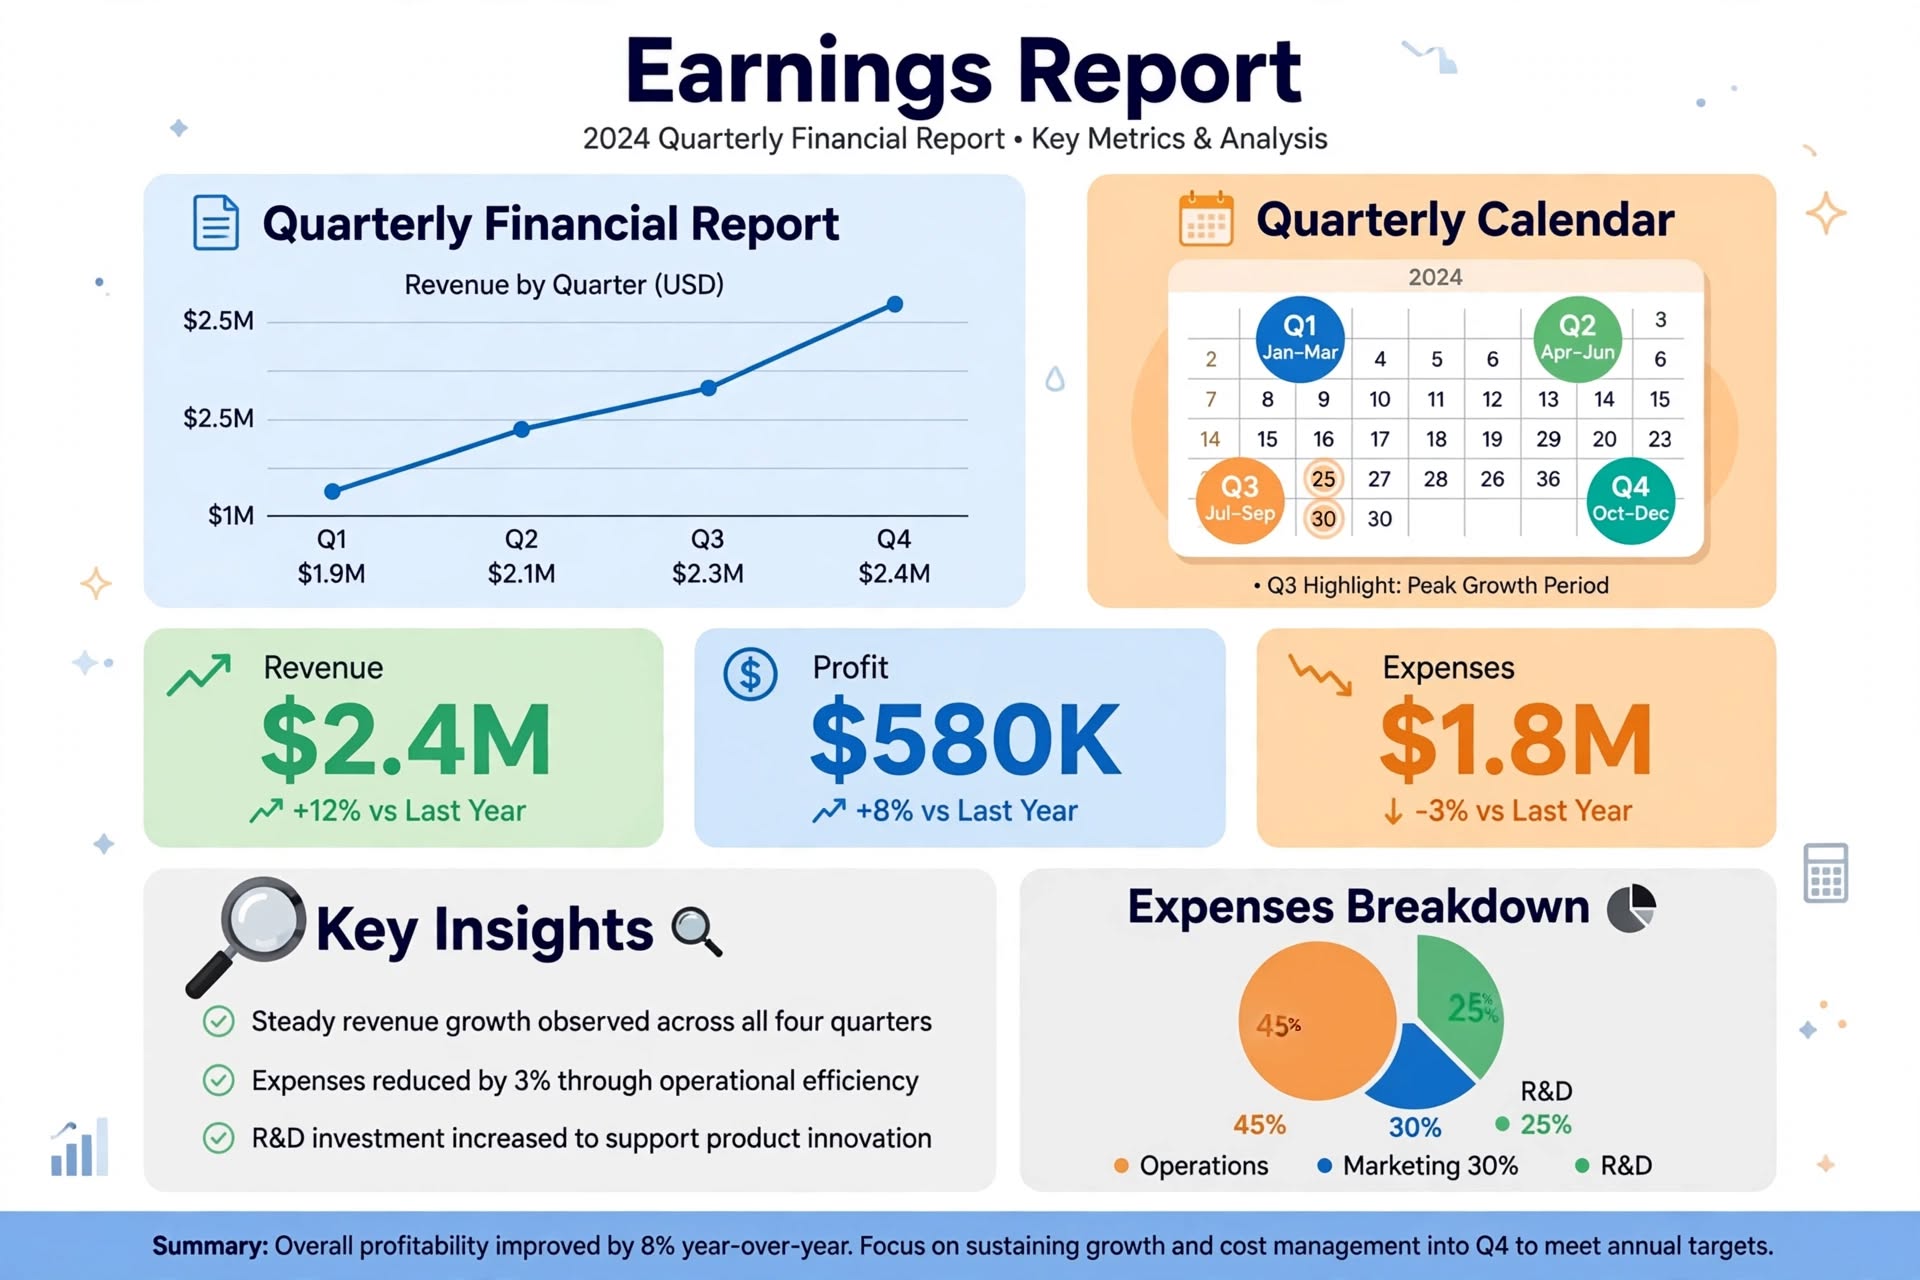 Earnings Report
2024 Quarterly Financial Report • Key Metrics & Analysis
Quarterly Financial Report
Revenue by Quarter (USD)
$2.5M
$2.5M
$1M
Q1 Q2 Q3 Q4
$1.9M $2.1M $2.3M $2.4M
Quarterly Calendar
2024
Q1
Jan–Mar
Q2
Apr–Jun
3
2 4 5 6 6
7 8 9 10 11 12 13 14 15
14 15 16 17 18 19 29 20 23
25 27 28 26 36
30 30
Q3
Jul–Sep
Q4
Oct–Dec
• Q3 Highlight: Peak Growth Period
Revenue
$2.4M
+12% vs Last Year
Profit
$580K
+8% vs Last Year
Expenses
$1.8M
-3% vs Last Year
Key Insights
Steady revenue growth observed across all four quarters
Expenses reduced by 3% through operational efficiency
R&D investment increased to support product innovation
Expenses Breakdown
45%
25%%
R&D
45% 30% 25%
Operations Marketing 30% R&D
Summary: Overall profitability improved by 8% year-over-year. Focus on sustaining growth and cost management into Q4 to meet annual targets.